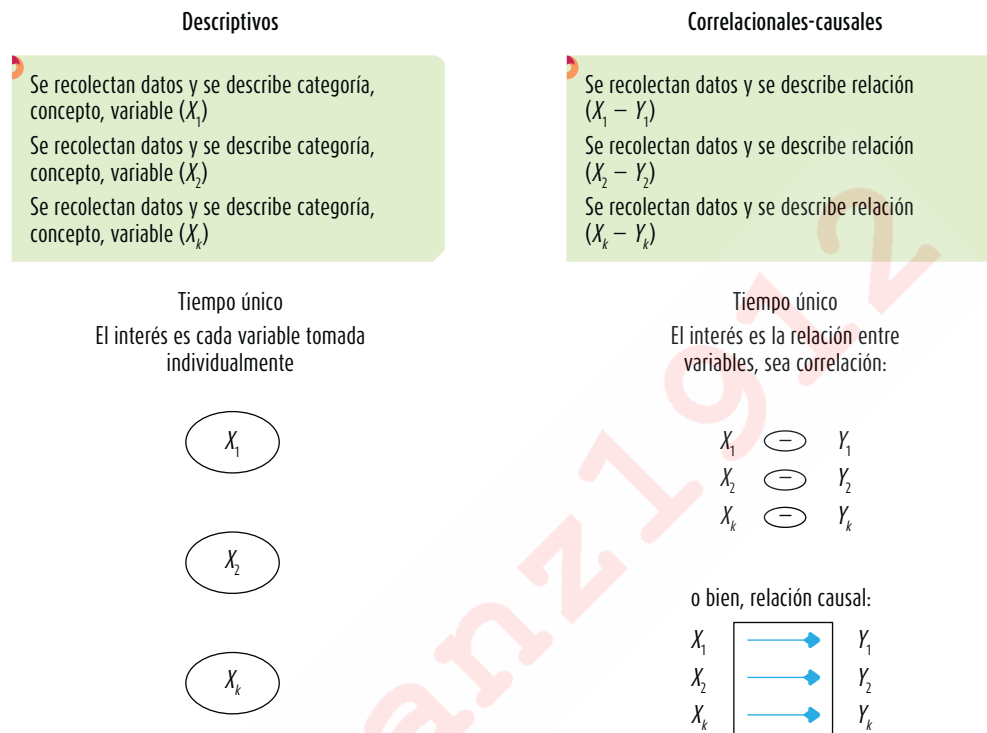 Descriptivos
Se recolectan datos y se describe categoría,
concepto, variable (X₁)
Se recolectan datos y se describe categoría,
concepto, variable (X₂)
Se recolectan datos y se describe categoría,
concepto, variable (Xₖ)
Tiempo único
El interés es cada variable tomada
individualmente
X₁
X₂
Xₖ
Correlacionales-causales
Se recolectan datos y se describe relación
(X₁ – Y₁)
Se recolectan datos y se describe relación
(X₂ – Y₂)
Se recolectan datos y se describe relación
(Xₖ – Yₖ)
Tiempo único
El interés es la relación entre
variables, sea correlación:
X₁ – Y₁
X₂ – Y₂
Xₖ – Yₖ
o bien, relación causal:
X₁ Y₁
X₂ Y₂
Xₖ Yₖ
anz1912